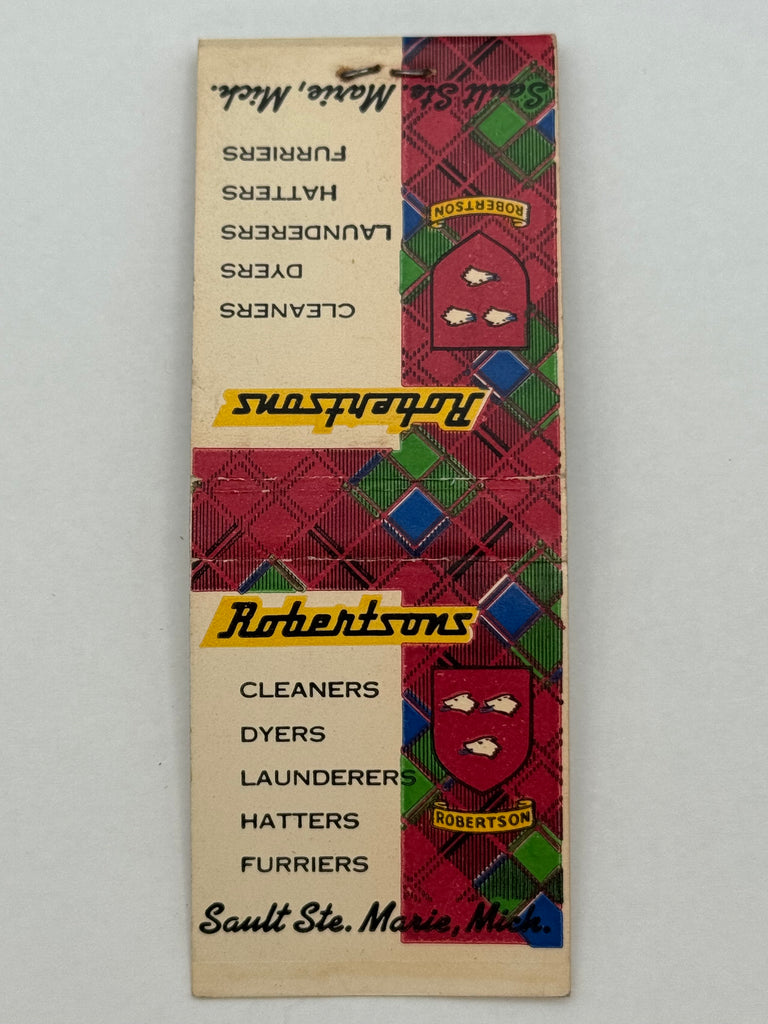 Sault Ste. Marie, Mich.
FURRIERS
HATTERS
LAUNDERERS
DYERS
CLEANERS
ROBERTSON
Robertsons
Robertsons
CLEANERS
DYERS
LAUNDERERS
HATTERS
FURRIERS
ROBERTSON
Sault Ste. Marie, Mich.